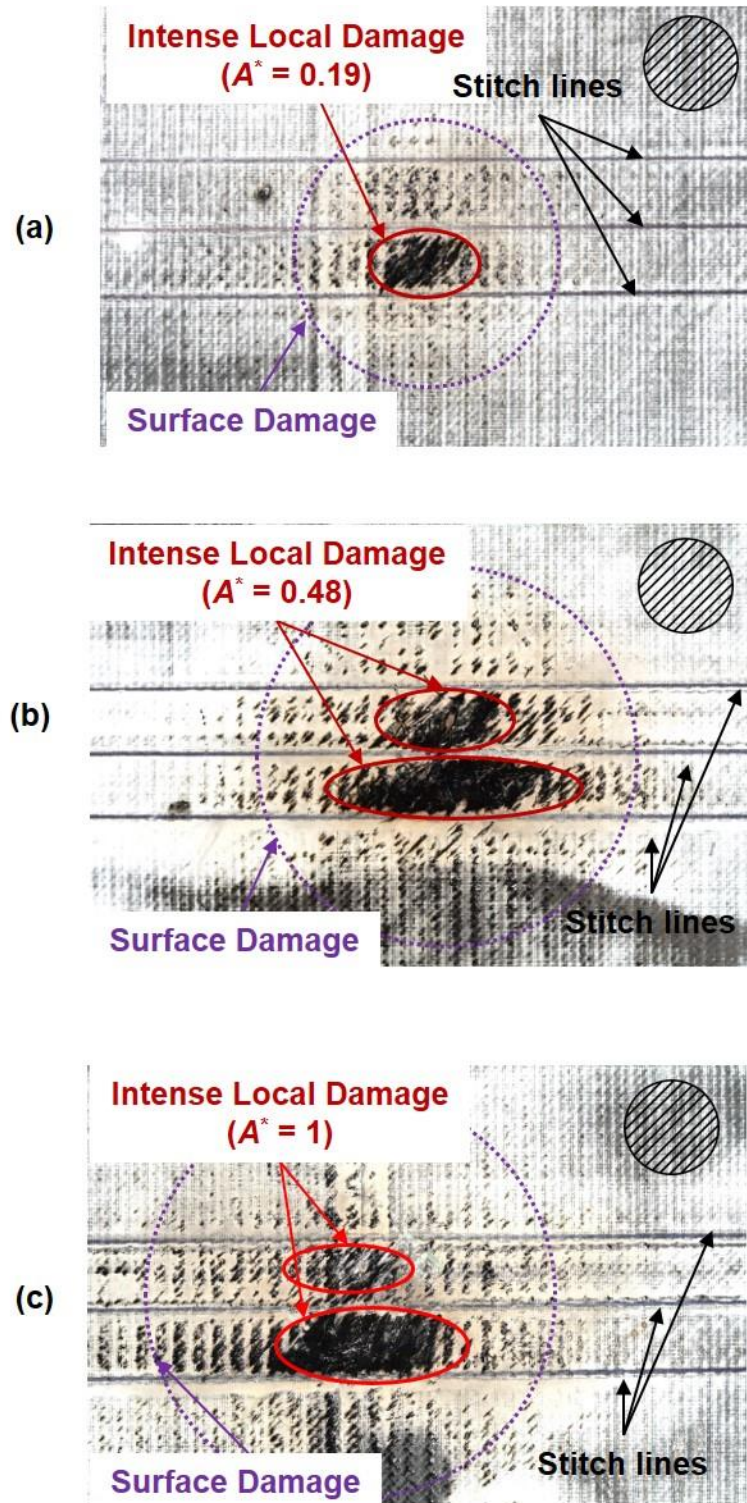 Intense Local Damage
(A* = 0.19)
Stitch lines
(a)
Surface Damage
Intense Local Damage
(A* = 0.48)
(b)
Stitch lines
Surface Damage
Intense Local Damage
(A* = 1)
(c)
Stitch lines
Surface Damage